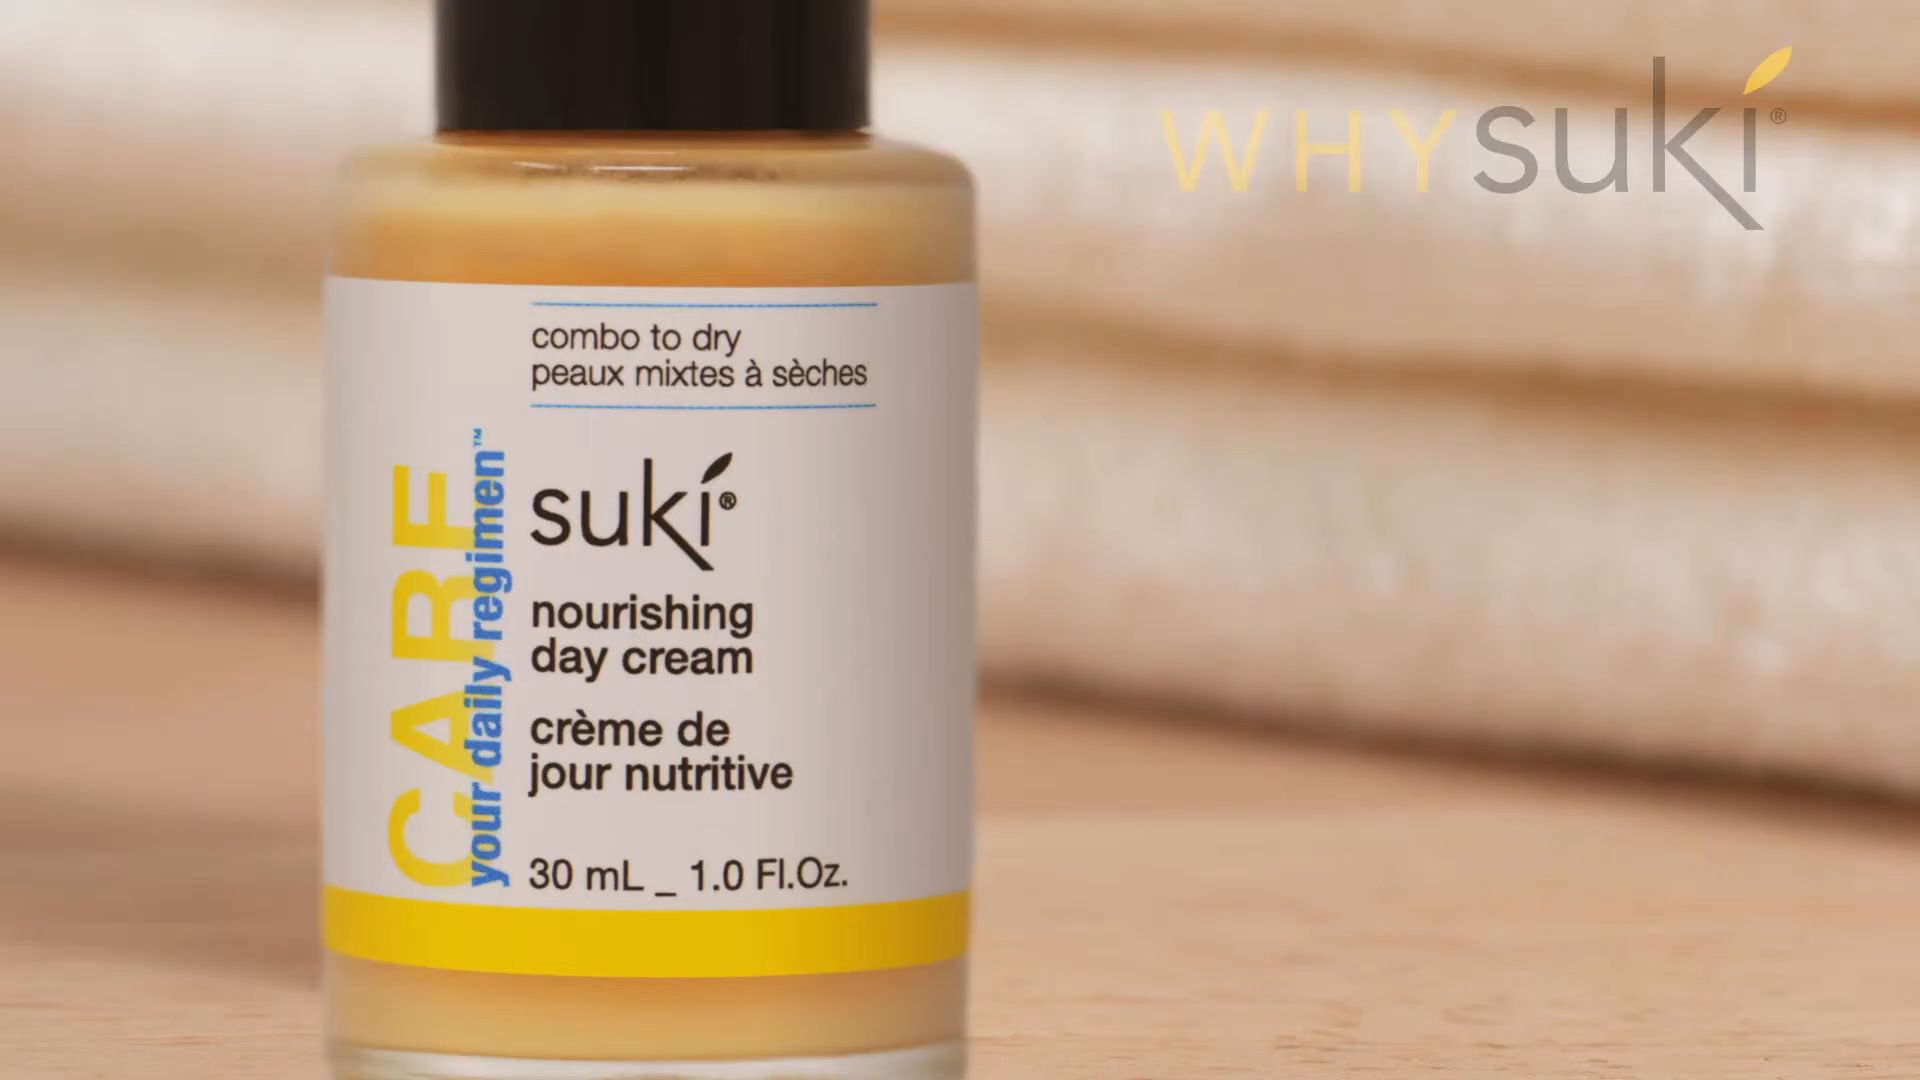 WHYsuki®
combo to dry
peaux mixtes à sèches
suki®
nourishing
day cream
crème de
jour nutritive
30 mL _ 1.0 Fl.Oz.
CARE
your daily regimen™